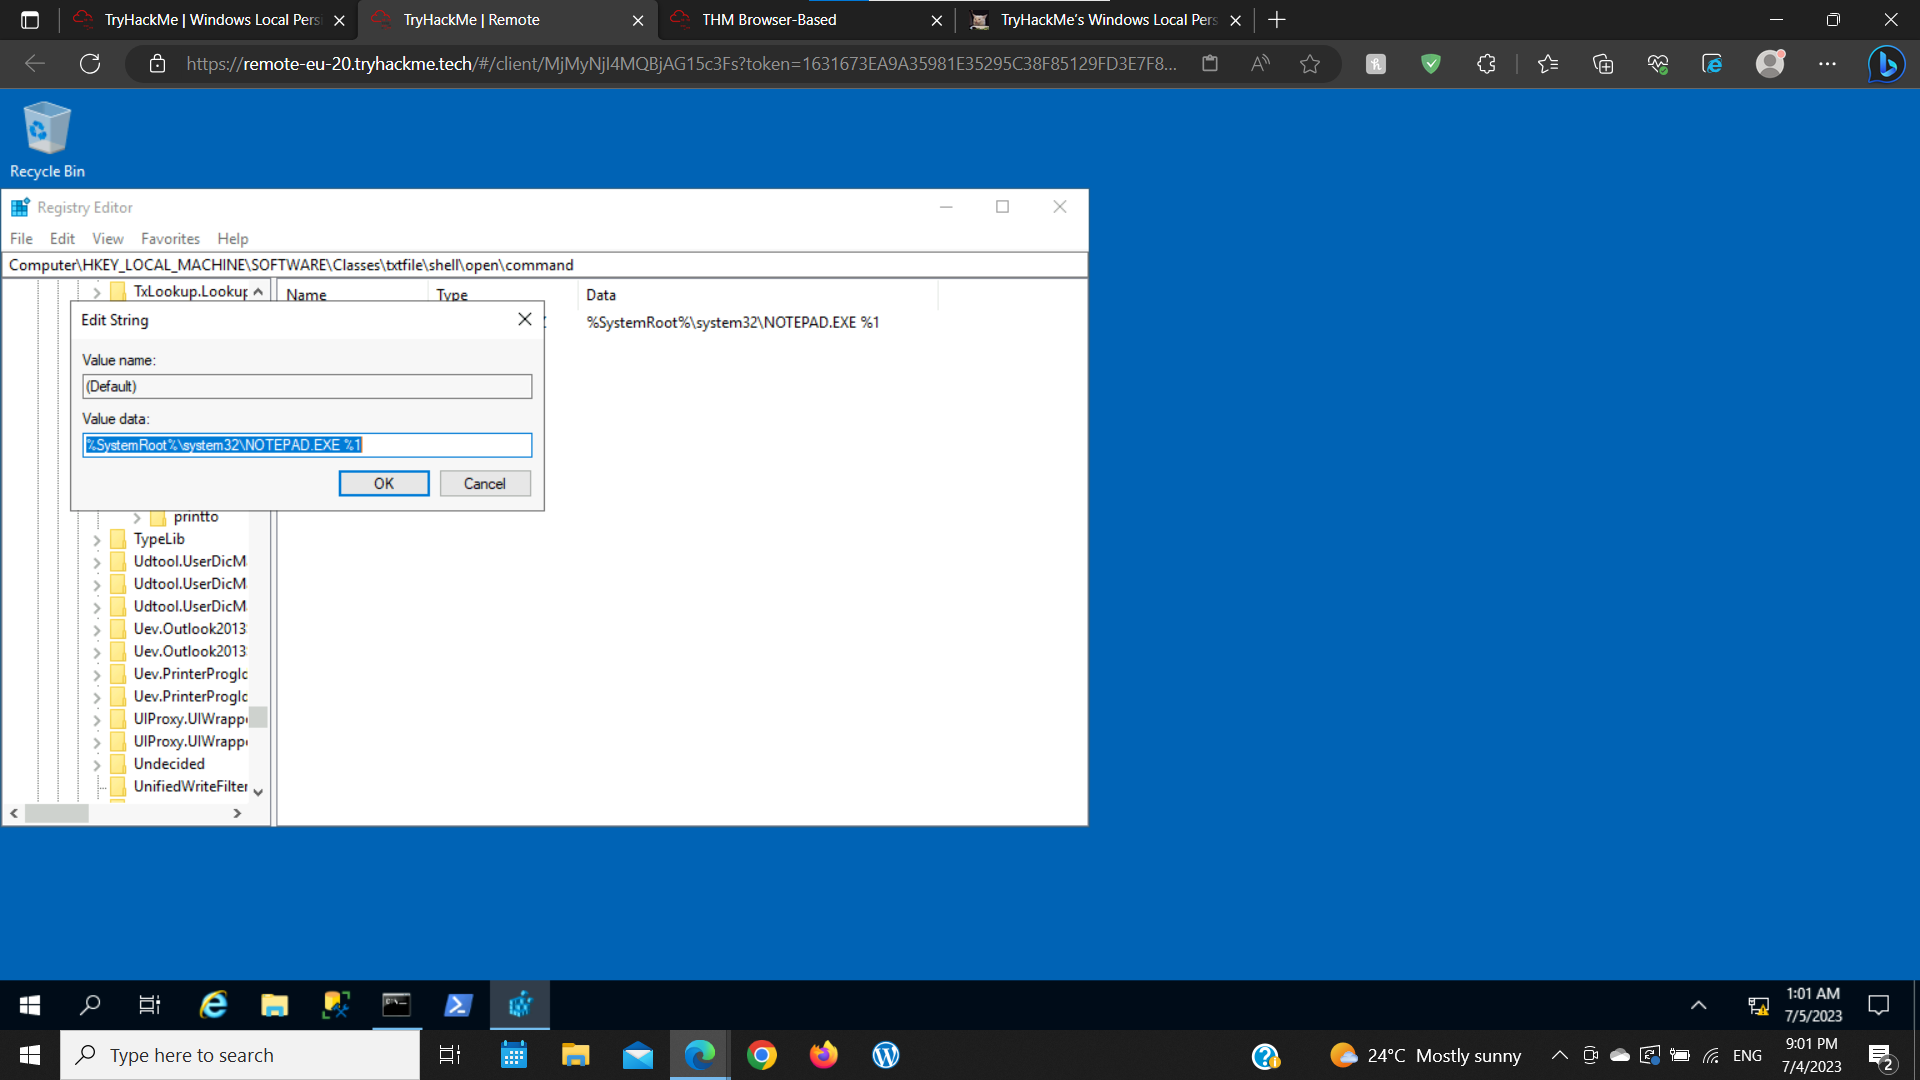 TryHackMe | Windows Local Persi
TryHackMe | Remote
THM Browser-Based
TryHackMe's Windows Local Pers
https://remote-eu-20.tryhackme.tech/#/client/MjMyNjI4MQBjAG15c3Fs?token=1631673EA9A35981E35295C38F85129FD3E7F8...
Recycle Bin
Registry Editor
File Edit View Favorites Help
Computer\HKEY_LOCAL_MACHINE\SOFTWARE\Classes\txtfile\shell\open\command
TxLookup.Lookup
Name Type Data
%SystemRoot%\system32\NOTEPAD.EXE %1
Edit String
Value name:
(Default)
Value data:
%SystemRoot%\system32\NOTEPAD.EXE %1
OK Cancel
printto
TypeLib
Udtool.UserDicM
Udtool.UserDicM
Udtool.UserDicM
Uev.Outlook2013
Uev.Outlook2013
Uev.PrinterProgId
Uev.PrinterProgId
UIProxy.UIWrapp
UIProxy.UIWrapp
Undecided
UnifiedWriteFilter
1:01 AM
7/5/2023
Type here to search
24°C Mostly sunny
ENG
9:01 PM
7/4/2023
2